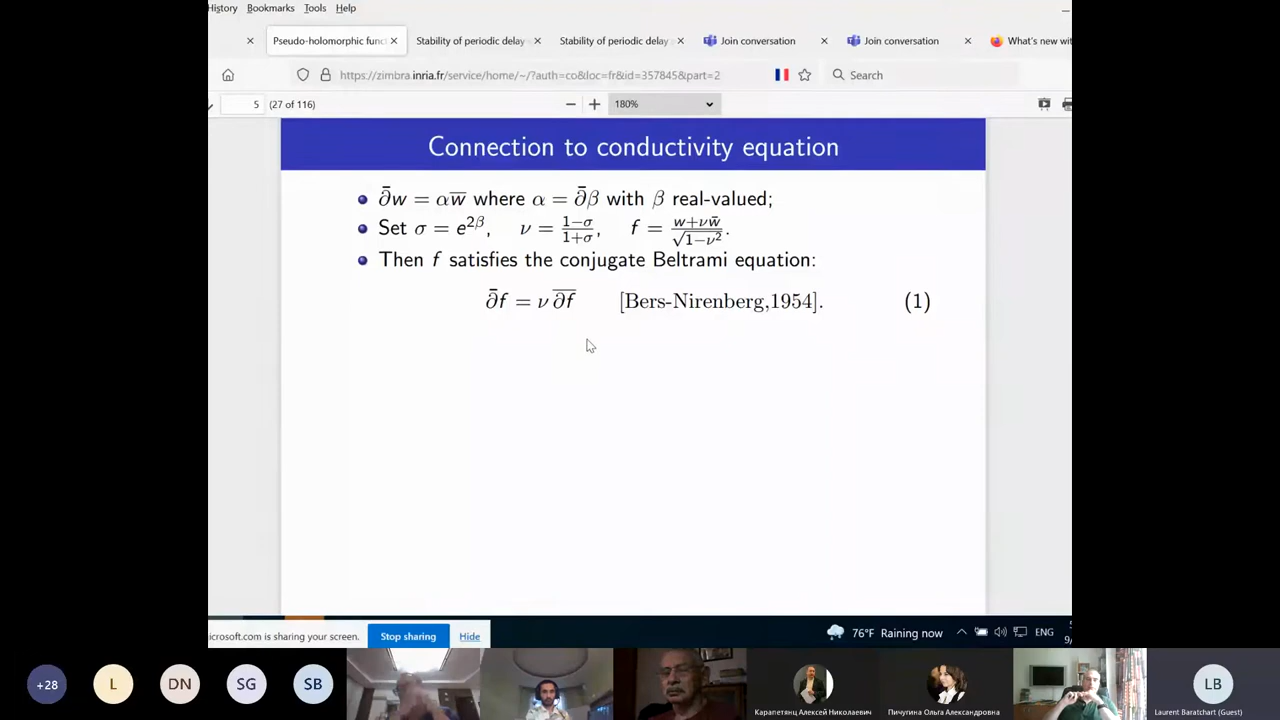 History Bookmarks Tools Help
Pseudo-holomorphic func Stability of periodic delay Stability of periodic delay Join conversation Join conversation What's new wit
https://zimbra.inria.fr/service/home/~/?auth=co&loc=fr&id=357845&part=2 Search
5 (27 of 116) 180%
Connection to conductivity equation
∂̄w = αw̅ where α = ∂̄β with β real-valued;
Set σ = e^{2β}, ν = (1−σ)/(1+σ), f = (w+νw̄)/√(1−ν²).
Then f satisfies the conjugate Beltrami equation:
∂̄f = ν \overline{∂f} [Bers-Nirenberg,1954]. (1)
icrosoft.com is sharing your screen. Stop sharing Hide
76°F Raining now ENG
+28 L DN SG SB LB
Карапетянц Алексей Николаевич Пичугина Ольга Александровна Laurent Baratchart (Guest)